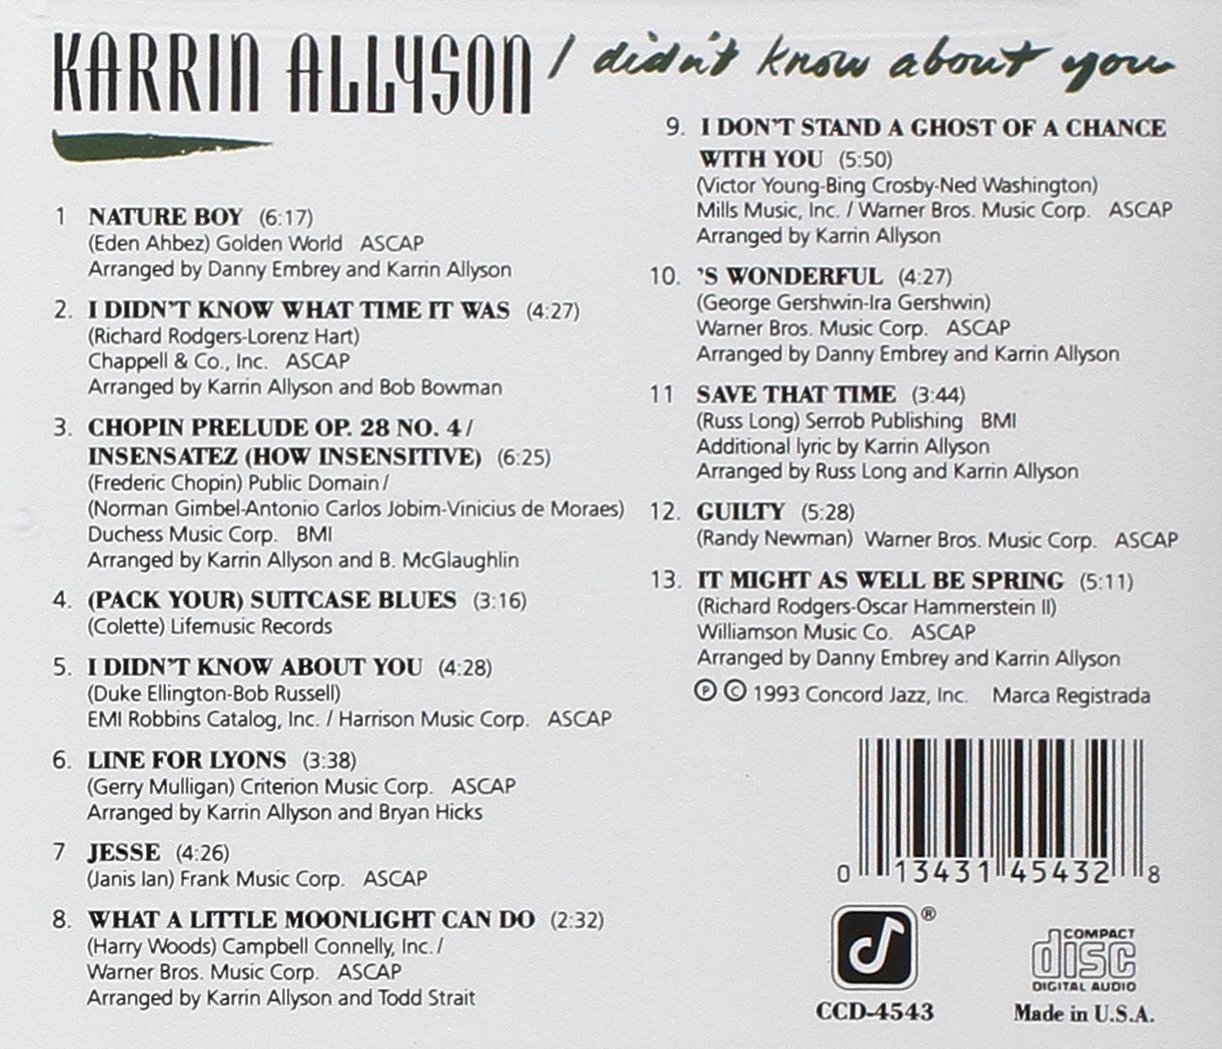 KARRIN ALLYSON I didn't know about you
1 NATURE BOY (6:17)
(Eden Ahbez) Golden World ASCAP
Arranged by Danny Embrey and Karrin Allyson
2. I DIDN'T KNOW WHAT TIME IT WAS (4:27)
(Richard Rodgers-Lorenz Hart)
Chappell & Co., Inc. ASCAP
Arranged by Karrin Allyson and Bob Bowman
3. CHOPIN PRELUDE OP. 28 NO. 4 /
INSENSATEZ (HOW INSENSITIVE) (6:25)
(Frederic Chopin) Public Domain /
(Norman Gimbel-Antonio Carlos Jobim-Vinicius de Moraes)
Duchess Music Corp. BMI
Arranged by Karrin Allyson and B. McGlaughlin
4. (PACK YOUR) SUITCASE BLUES (3:16)
(Colette) Lifemusic Records
5. I DIDN'T KNOW ABOUT YOU (4:28)
(Duke Ellington-Bob Russell)
EMI Robbins Catalog, Inc. / Harrison Music Corp. ASCAP
6. LINE FOR LYONS (3:38)
(Gerry Mulligan) Criterion Music Corp. ASCAP
Arranged by Karrin Allyson and Bryan Hicks
7 JESSE (4:26)
(Janis Ian) Frank Music Corp. ASCAP
8. WHAT A LITTLE MOONLIGHT CAN DO (2:32)
(Harry Woods) Campbell Connelly, Inc. /
Warner Bros. Music Corp. ASCAP
Arranged by Karrin Allyson and Todd Strait
9. I DON'T STAND A GHOST OF A CHANCE
WITH YOU (5:50)
(Victor Young-Bing Crosby-Ned Washington)
Mills Music, Inc. / Warner Bros. Music Corp. ASCAP
Arranged by Karrin Allyson
10. 'S WONDERFUL (4:27)
(George Gershwin-Ira Gershwin)
Warner Bros. Music Corp. ASCAP
Arranged by Danny Embrey and Karrin Allyson
11 SAVE THAT TIME (3:44)
(Russ Long) Serrob Publishing BMI
Additional lyric by Karrin Allyson
Arranged by Russ Long and Karrin Allyson
12. GUILTY (5:28)
(Randy Newman) Warner Bros. Music Corp. ASCAP
13. IT MIGHT AS WELL BE SPRING (5:11)
(Richard Rodgers-Oscar Hammerstein II)
Williamson Music Co. ASCAP
Arranged by Danny Embrey and Karrin Allyson
℗ © 1993 Concord Jazz, Inc. Marca Registrada
0 13431 45432 8
®
CCD-4543
COMPACT
disc
DIGITAL AUDIO
Made in U.S.A.